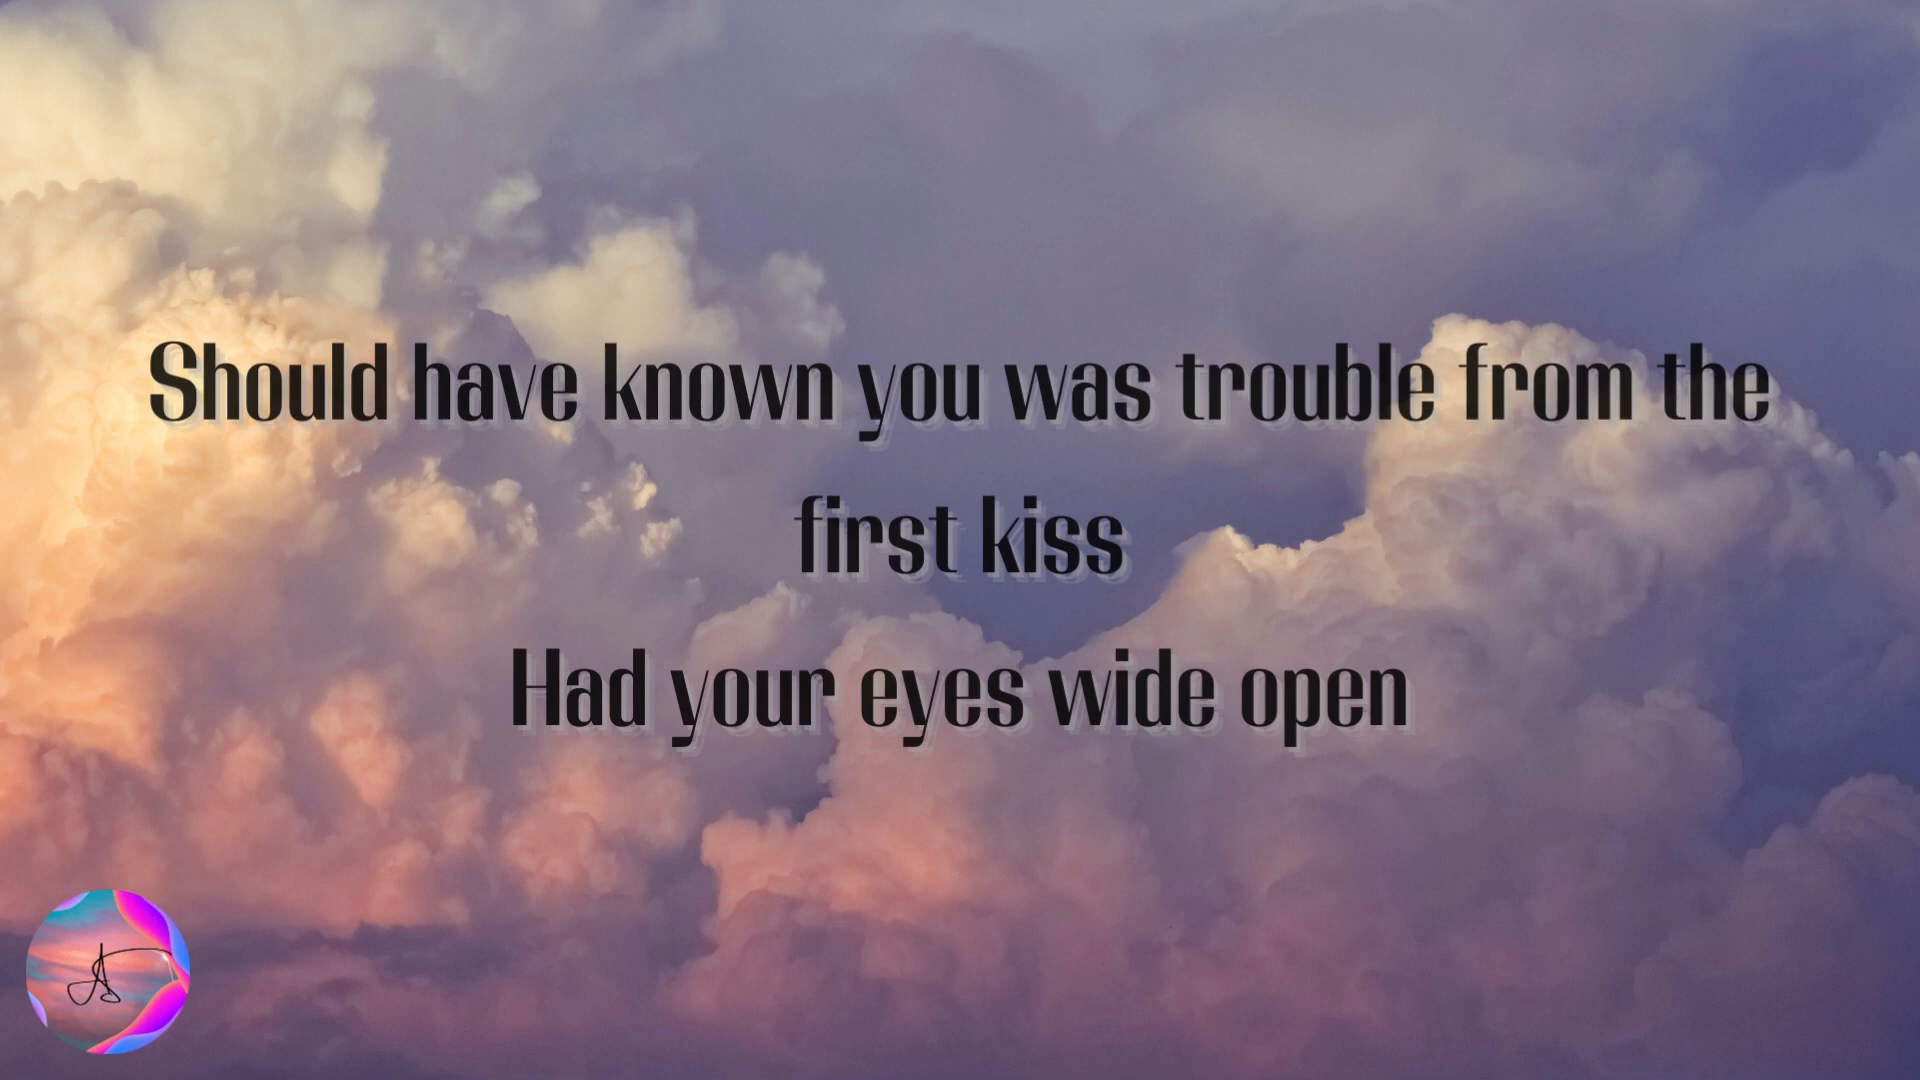 Should have known you was trouble from the
first kiss
Had your eyes wide open